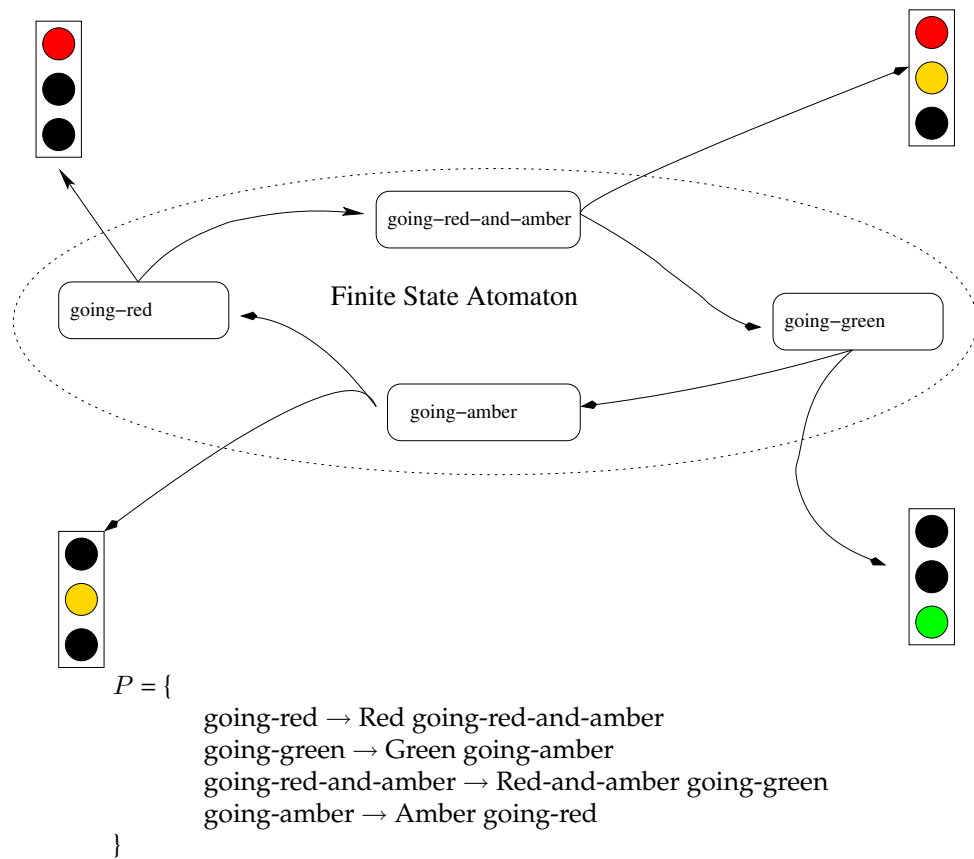 going−red−and−amber
going−red
Finite State Atomaton
going−green
going−amber
P = {
going-red → Red going-red-and-amber
going-green → Green going-amber
going-red-and-amber → Red-and-amber going-green
going-amber → Amber going-red
}